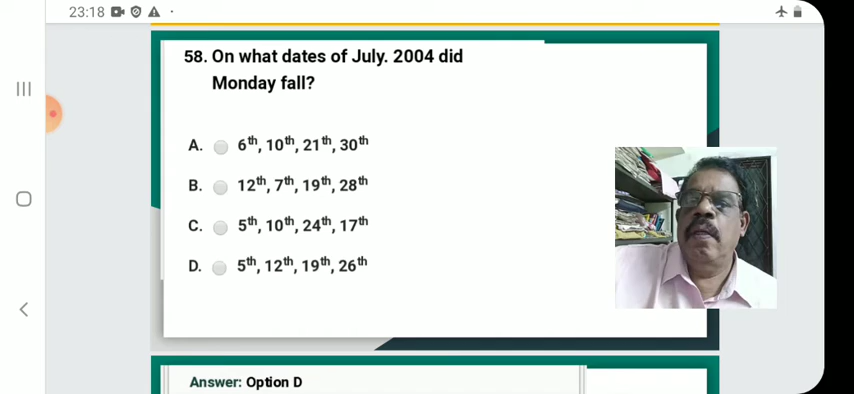 23:18
58. On what dates of July. 2004 did
Monday fall?
A. 6th, 10th, 21th, 30th
B. 12th, 7th, 19th, 28th
C. 5th, 10th, 24th, 17th
D. 5th, 12th, 19th, 26th
Answer: Option D